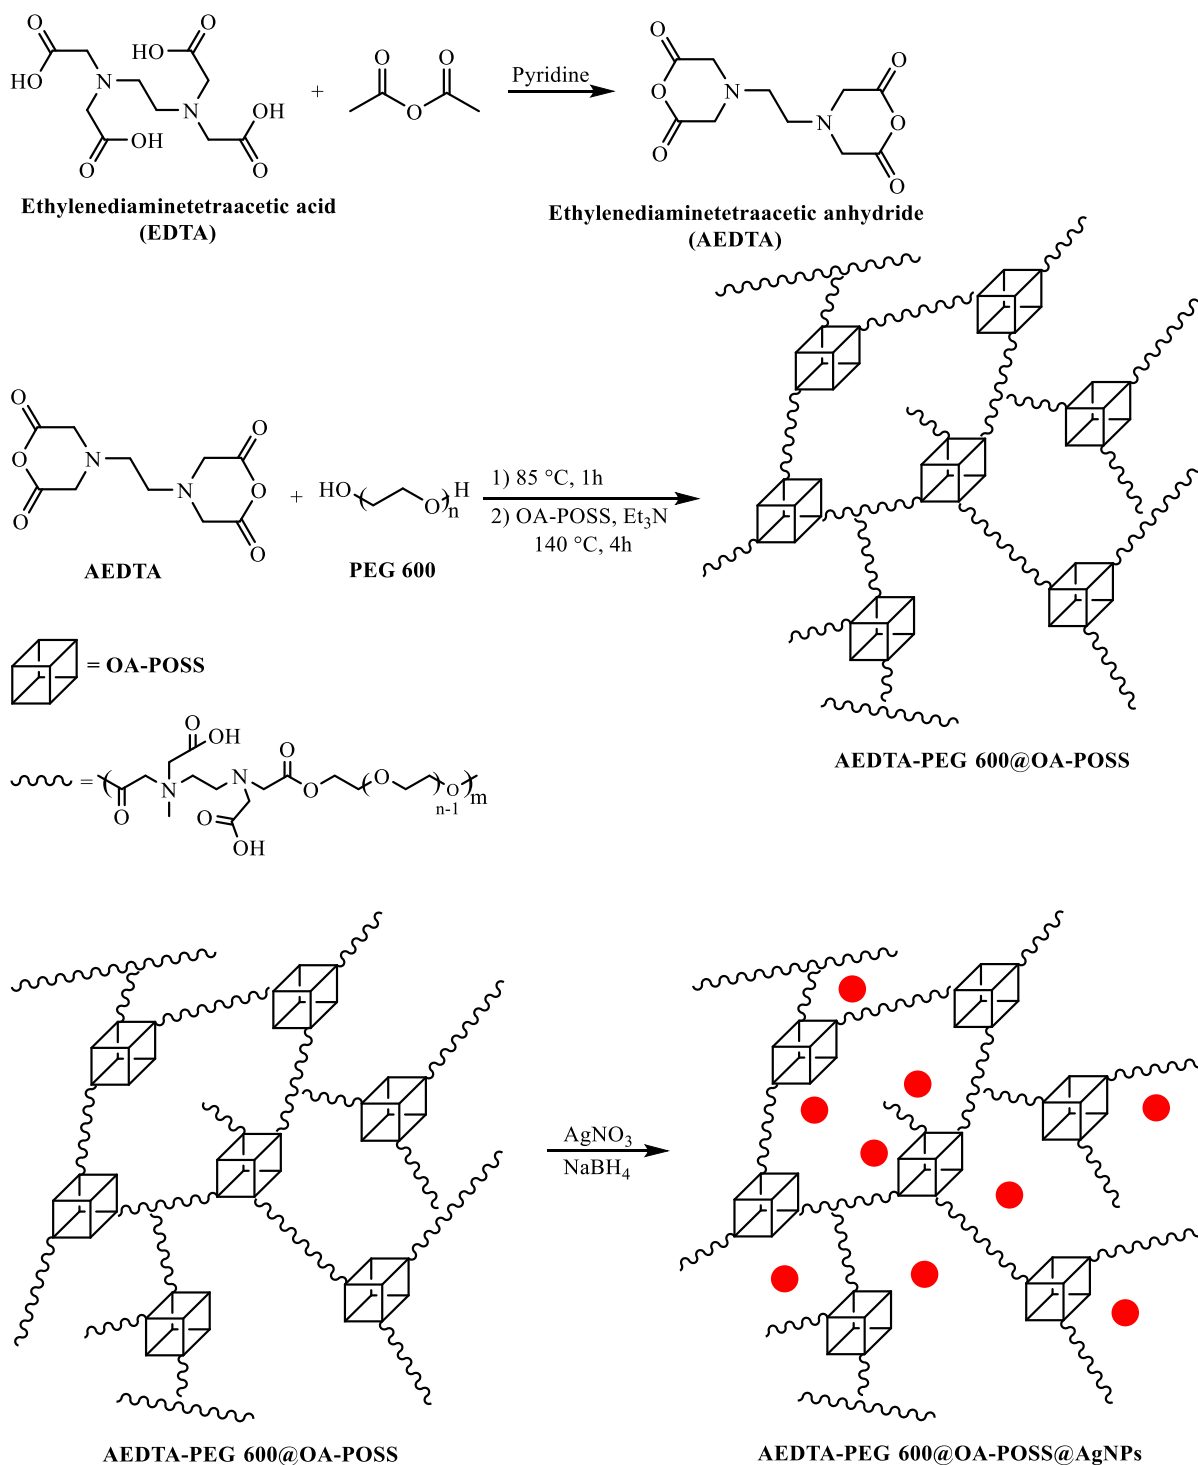 O
O
HO
O
OH
HO
N
N
OH
O
OH
O
+
O
O
O
Pyridine
O
O
O
N
N
O
O
O
Ethylenediaminetetraacetic acid
(EDTA)
Ethylenediaminetetraacetic anhydride
(AEDTA)
O
O
O
N
N
O
O
O
AEDTA
+
HO
O
H
n
PEG 600
1) 85 °C, 1h
2) OA-POSS, Et3N
140 °C, 4h
= OA-POSS
AEDTA-PEG 600@OA-POSS
=
(
O
N
O
OH
N
O
OH
O
O
(
O
)
n-1
O
)
m
AgNO3
NaBH4
AEDTA-PEG 600@OA-POSS
AEDTA-PEG 600@OA-POSS@AgNPs